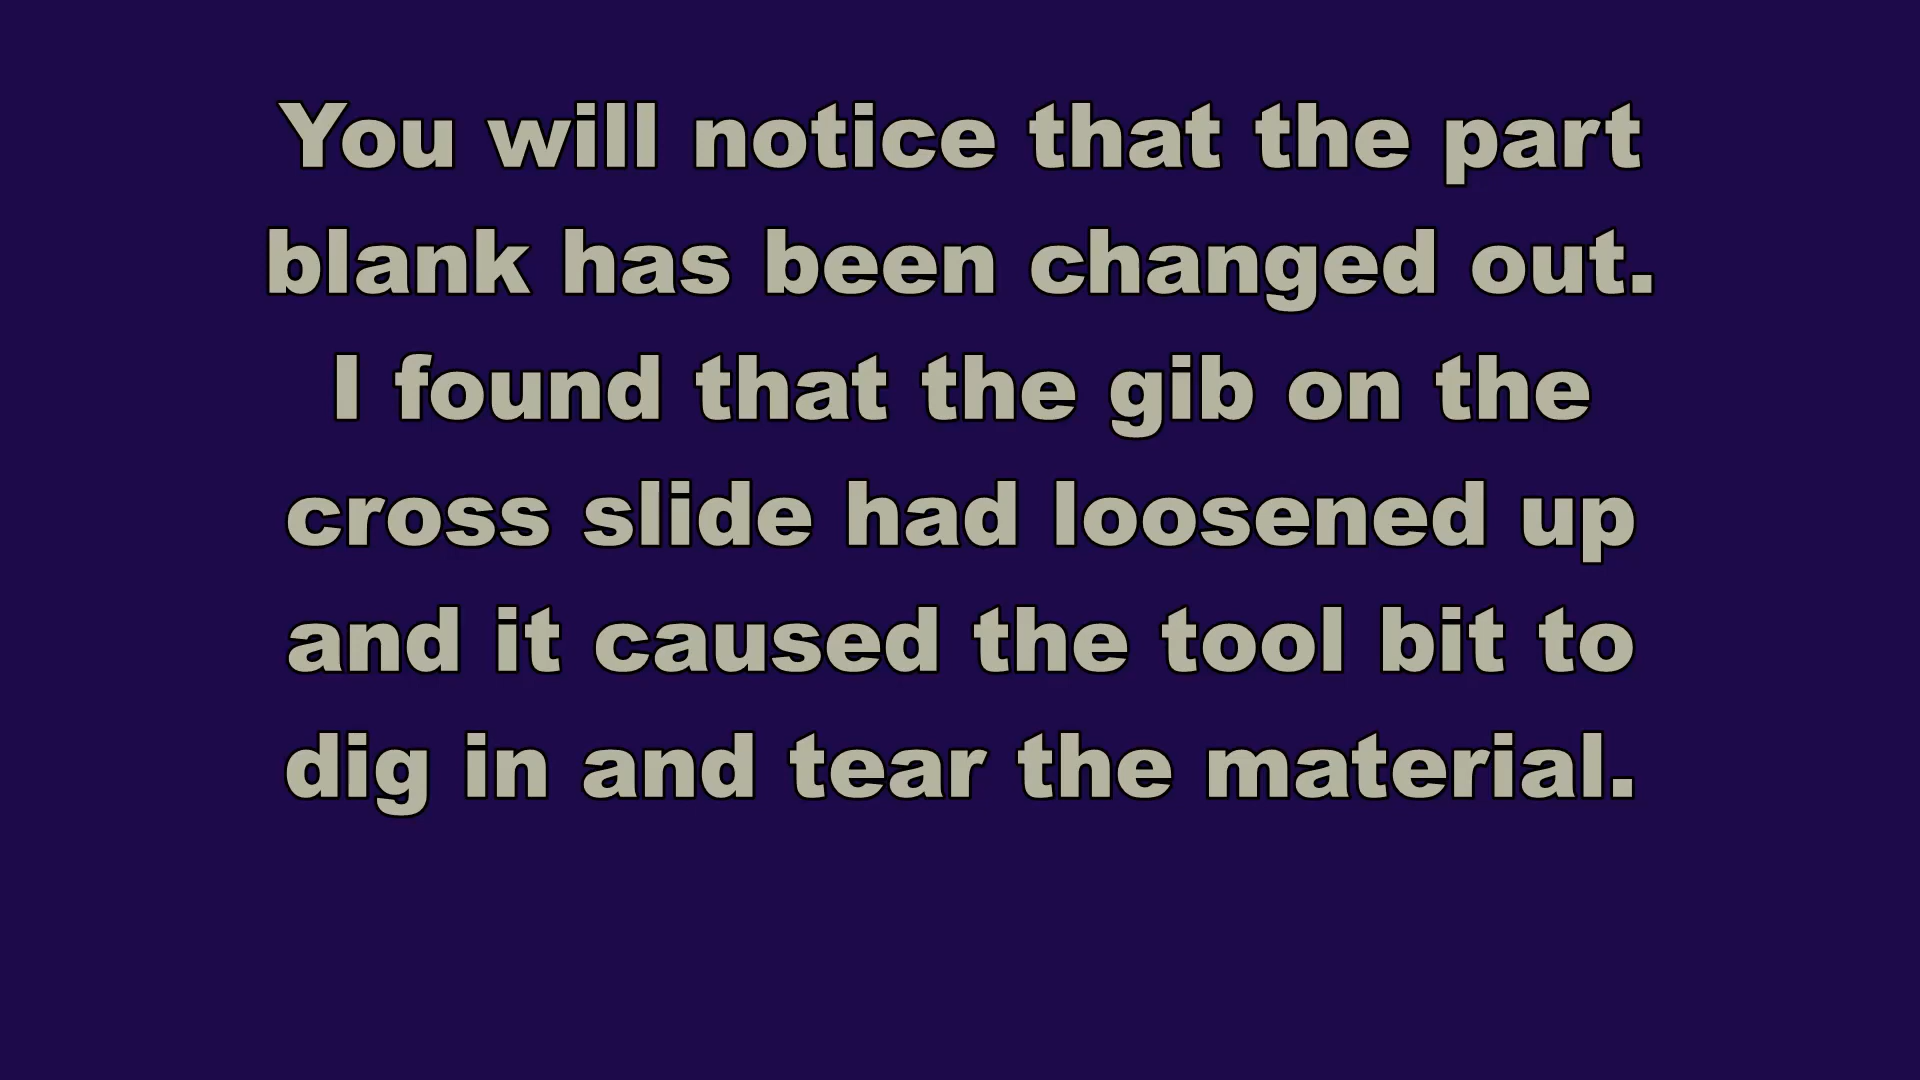 You will notice that the part
blank has been changed out.
I found that the gib on the
cross slide had loosened up
and it caused the tool bit to
dig in and tear the material.